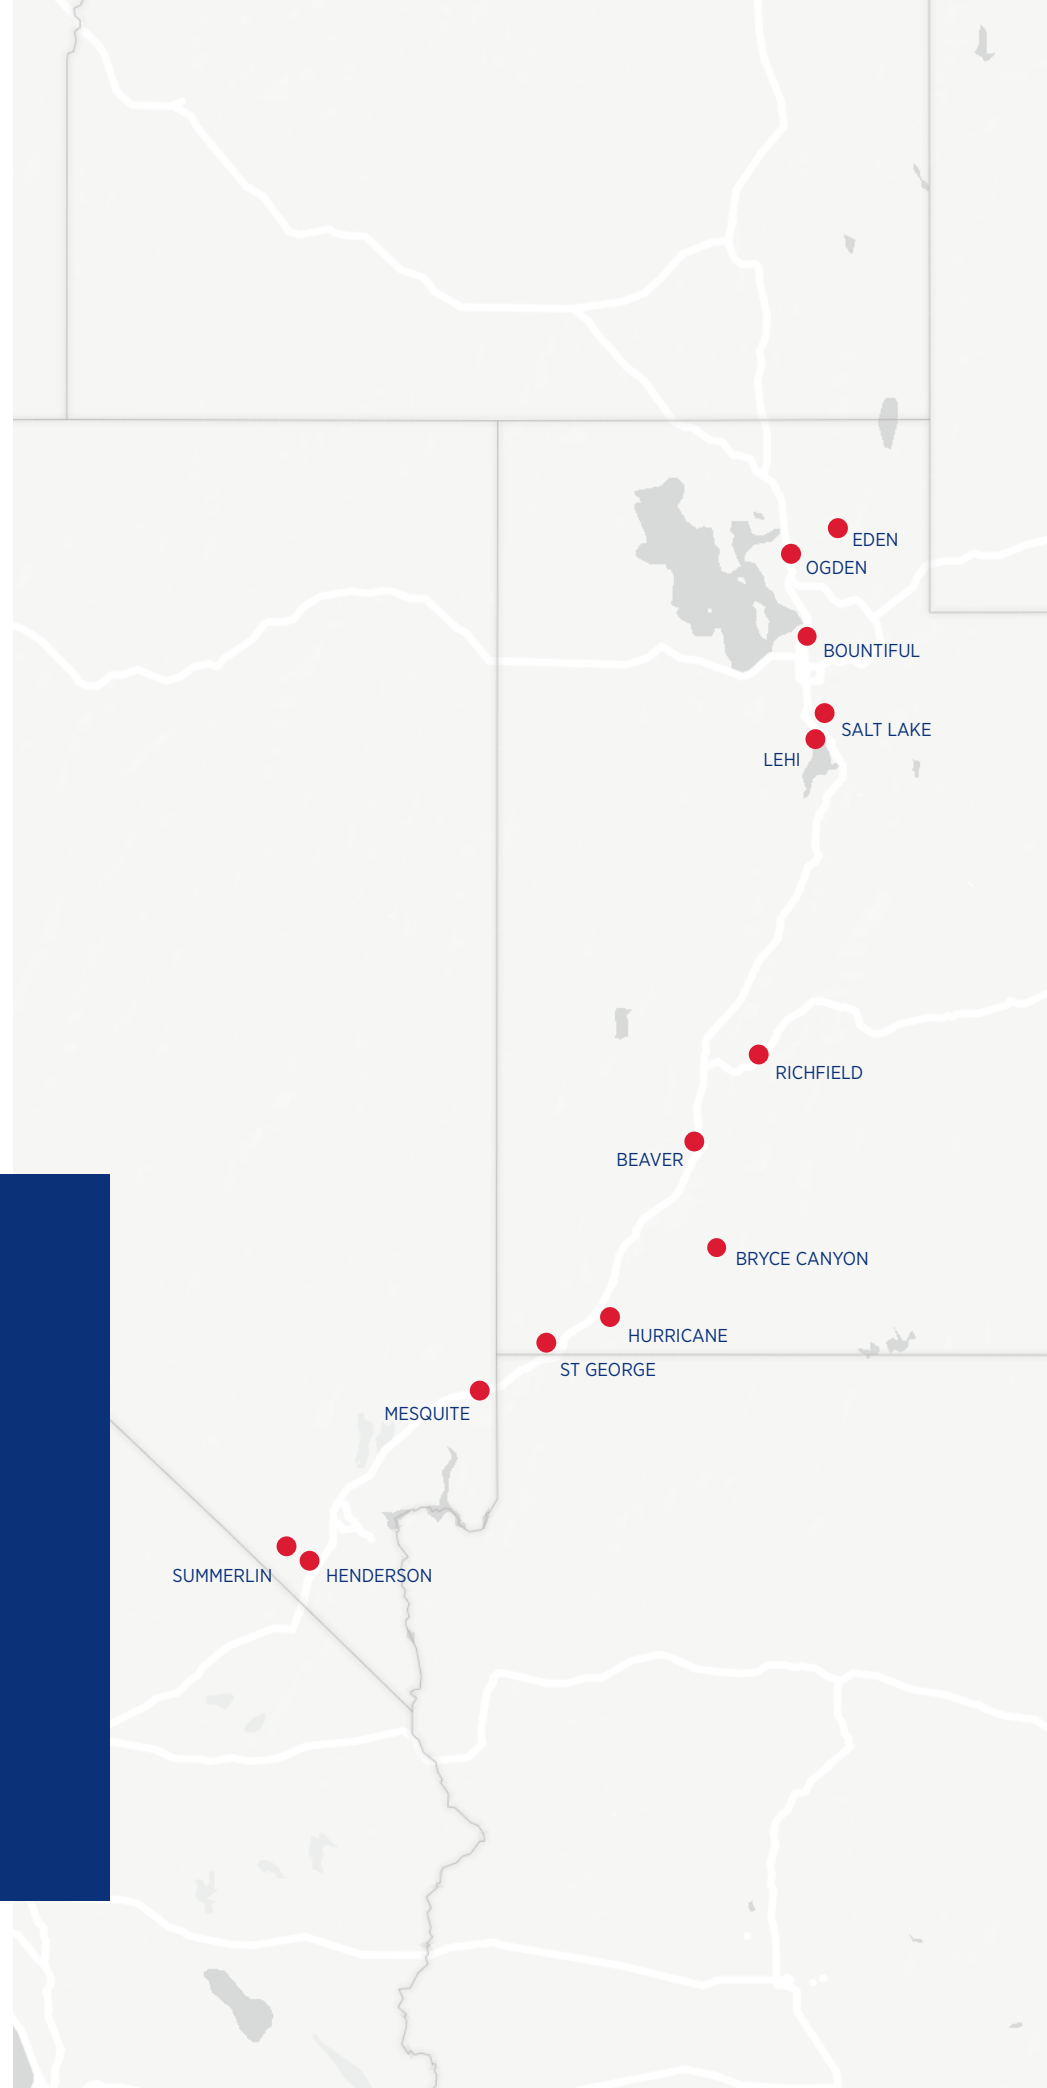 EDEN
OGDEN
BOUNTIFUL
SALT LAKE
LEHI
RICHFIELD
BEAVER
BRYCE CANYON
HURRICANE
ST GEORGE
MESQUITE
SUMMERLIN
HENDERSON